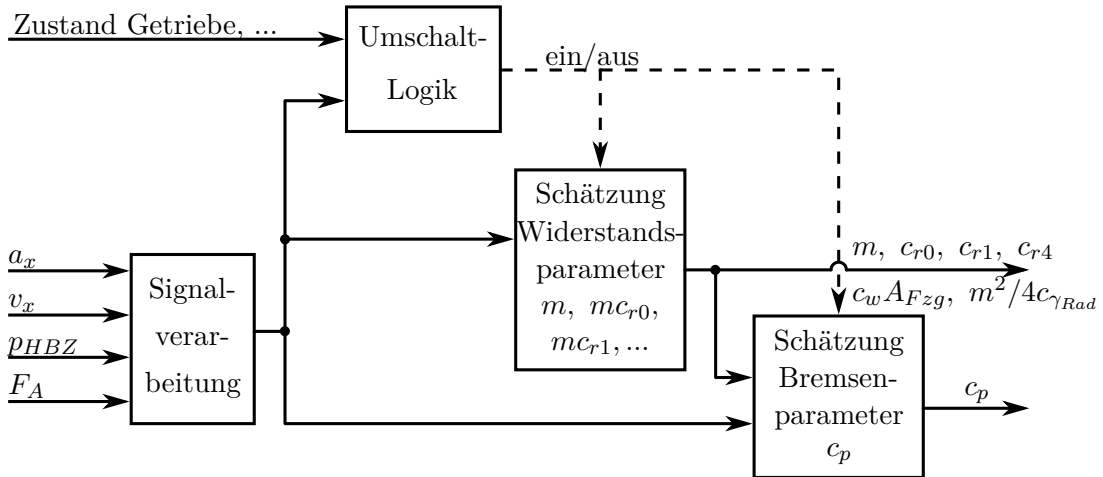 Zustand Getriebe, ...
Umschalt-
Logik
ein/aus
Schätzung
Widerstands-
parameter
m, mc_{r0},
mc_{r1}, ...
a_x
v_x
p_{HBZ}
F_A
Signal-
verar-
beitung
m, c_{r0}, c_{r1}, c_{r4}
c_w A_{Fzg}, m^2/4c_{γ_{Rad}}
Schätzung
Bremsen-
parameter
c_p
c_p